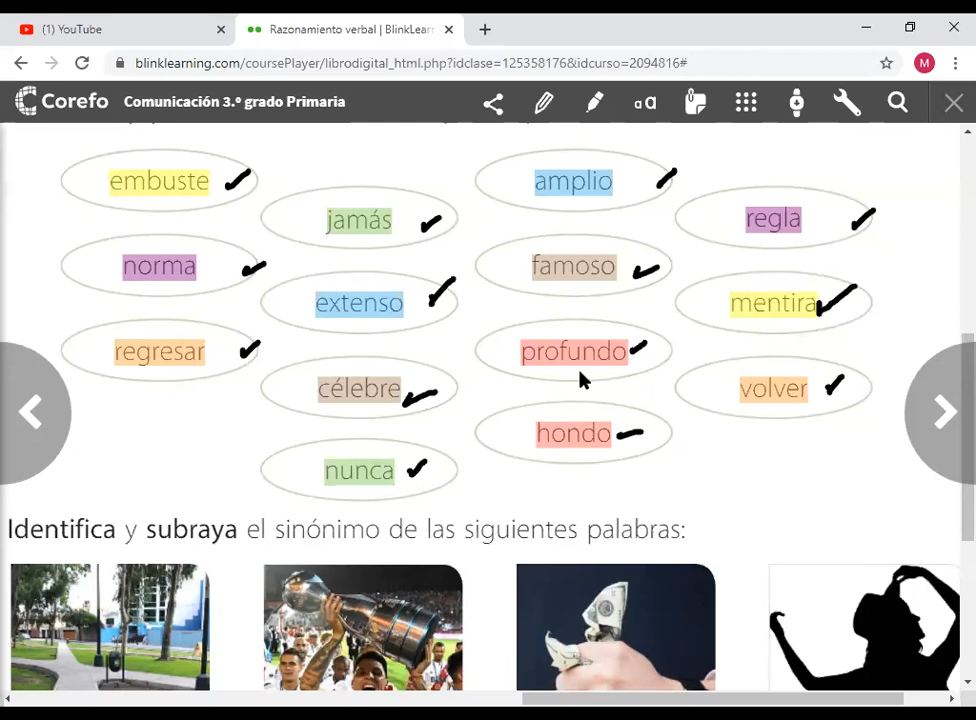 (1) YouTube
Razonamiento verbal | BlinkLearn
blinklearning.com/coursePlayer/librodigital_html.php?idclase=125358176&idcurso=2094816#
M
Corefo
Comunicación 3.º grado Primaria
aa
embuste
amplio
jamás
regla
norma
famoso
extenso
mentira
regresar
profundo
célebre
volver
hondo
nunca
Identifica y subraya el sinónimo de las siguientes palabras: